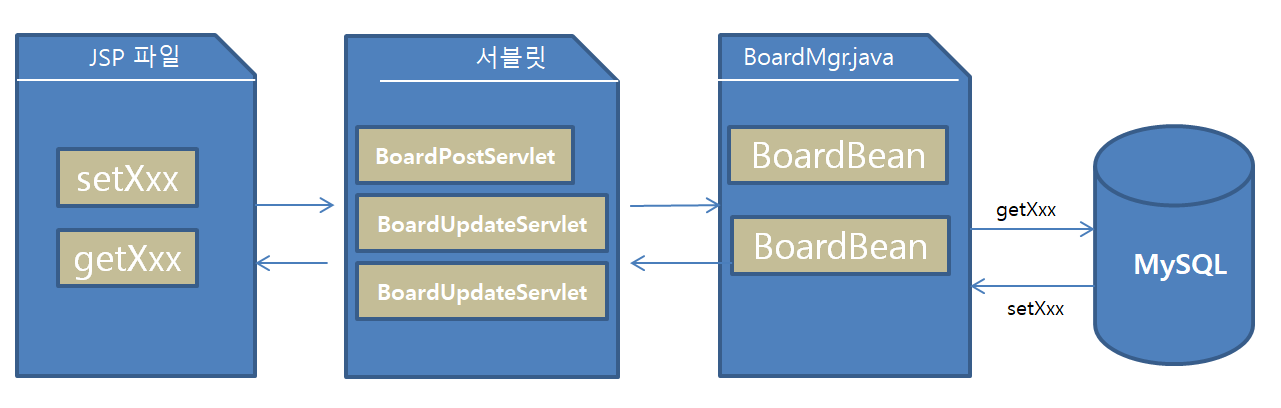 JSP 파일
setXxx
getXxx
서블릿
BoardPostServlet
BoardUpdateServlet
BoardUpdateServlet
BoardMgr.java
BoardBean
BoardBean
getXxx
setXxx
MySQL